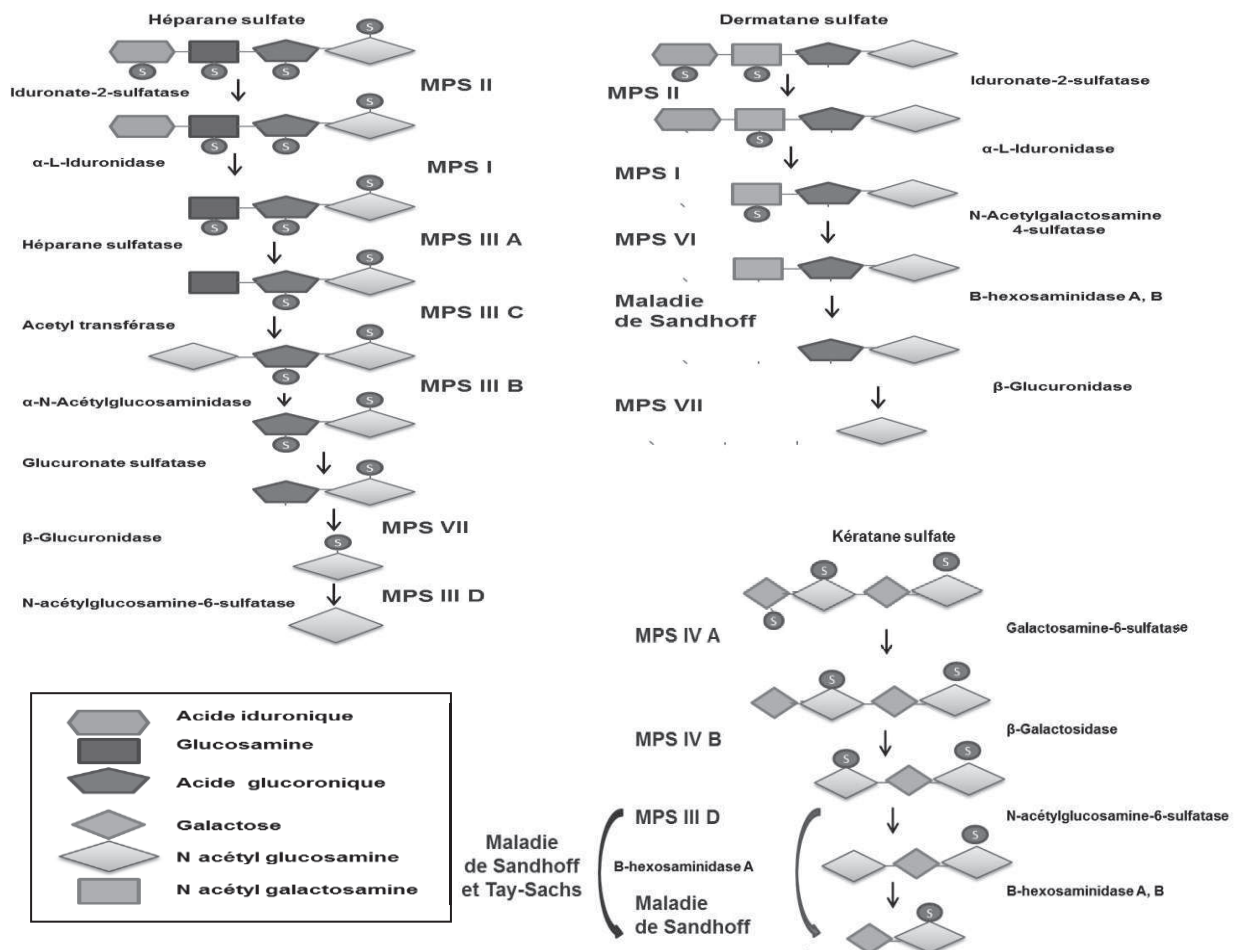 Héparane sulfate
S
S
S
S
Iduronate-2-sulfatase
MPS II
S
S
S
α-L-Iduronidase
MPS I
S
S
S
Héparane sulfatase
MPS III A
S
S
Acetyl transférase
MPS III C
S
S
α-N-Acétylglucosaminidase
MPS III B
S
S
Glucuronate sulfatase
S
β-Glucuronidase
MPS VII
S
N-acétylglucosamine-6-sulfatase
MPS III D
Dermatane sulfate
S
S
MPS II
Iduronate-2-sulfatase
S
MPS I
α-L-Iduronidase
S
MPS VI
N-Acetylgalactosamine
4-sulfatase
Maladie
de Sandhoff
B-hexosaminidase A, B
MPS VII
β-Glucuronidase
Kératane sulfate
S
S
S
MPS IV A
Galactosamine-6-sulfatase
S
S
MPS IV B
β-Galactosidase
S
S
MPS III D
N-acétylglucosamine-6-sulfatase
S
Maladie
de Sandhoff
et Tay-Sachs
B-hexosaminidase A
Maladie
de Sandhoff
B-hexosaminidase A, B
S
Acide iduronique
Glucosamine
Acide glucoronique
Galactose
N acétyl glucosamine
N acétyl galactosamine